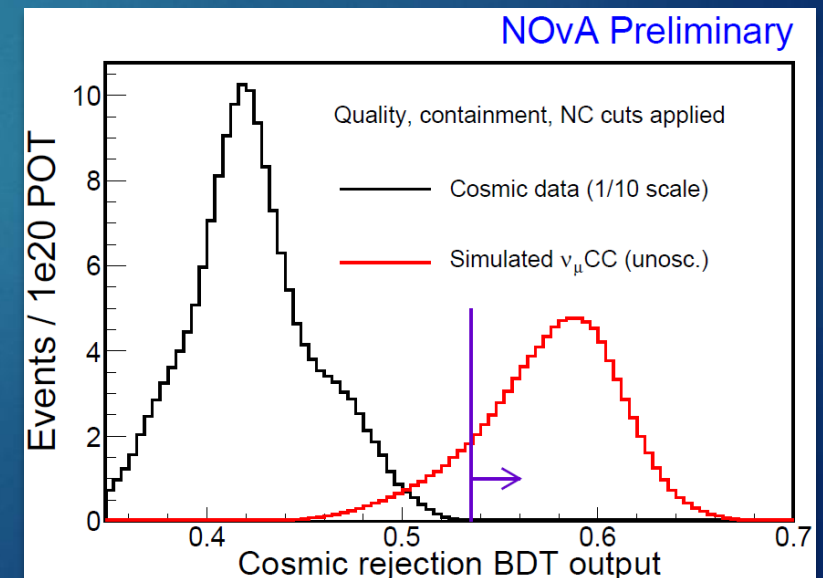 NOνA Preliminary
Events / 1e20 POT
10
8
6
4
2
0
Quality, containment, NC cuts applied
Cosmic data (1/10 scale)
Simulated νμCC (unosc.)
0.4 0.5 0.6 0.7
Cosmic rejection BDT output